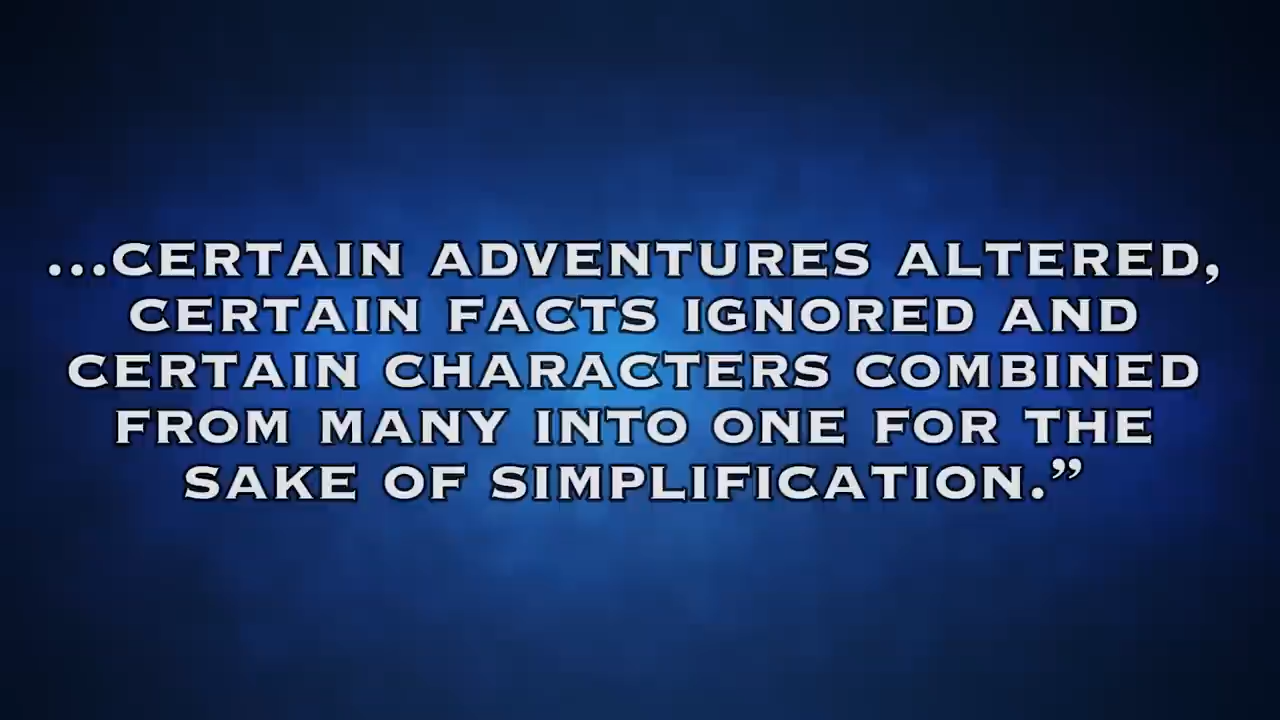 ...CERTAIN ADVENTURES ALTERED,
CERTAIN FACTS IGNORED AND
CERTAIN CHARACTERS COMBINED
FROM MANY INTO ONE FOR THE
SAKE OF SIMPLIFICATION.”